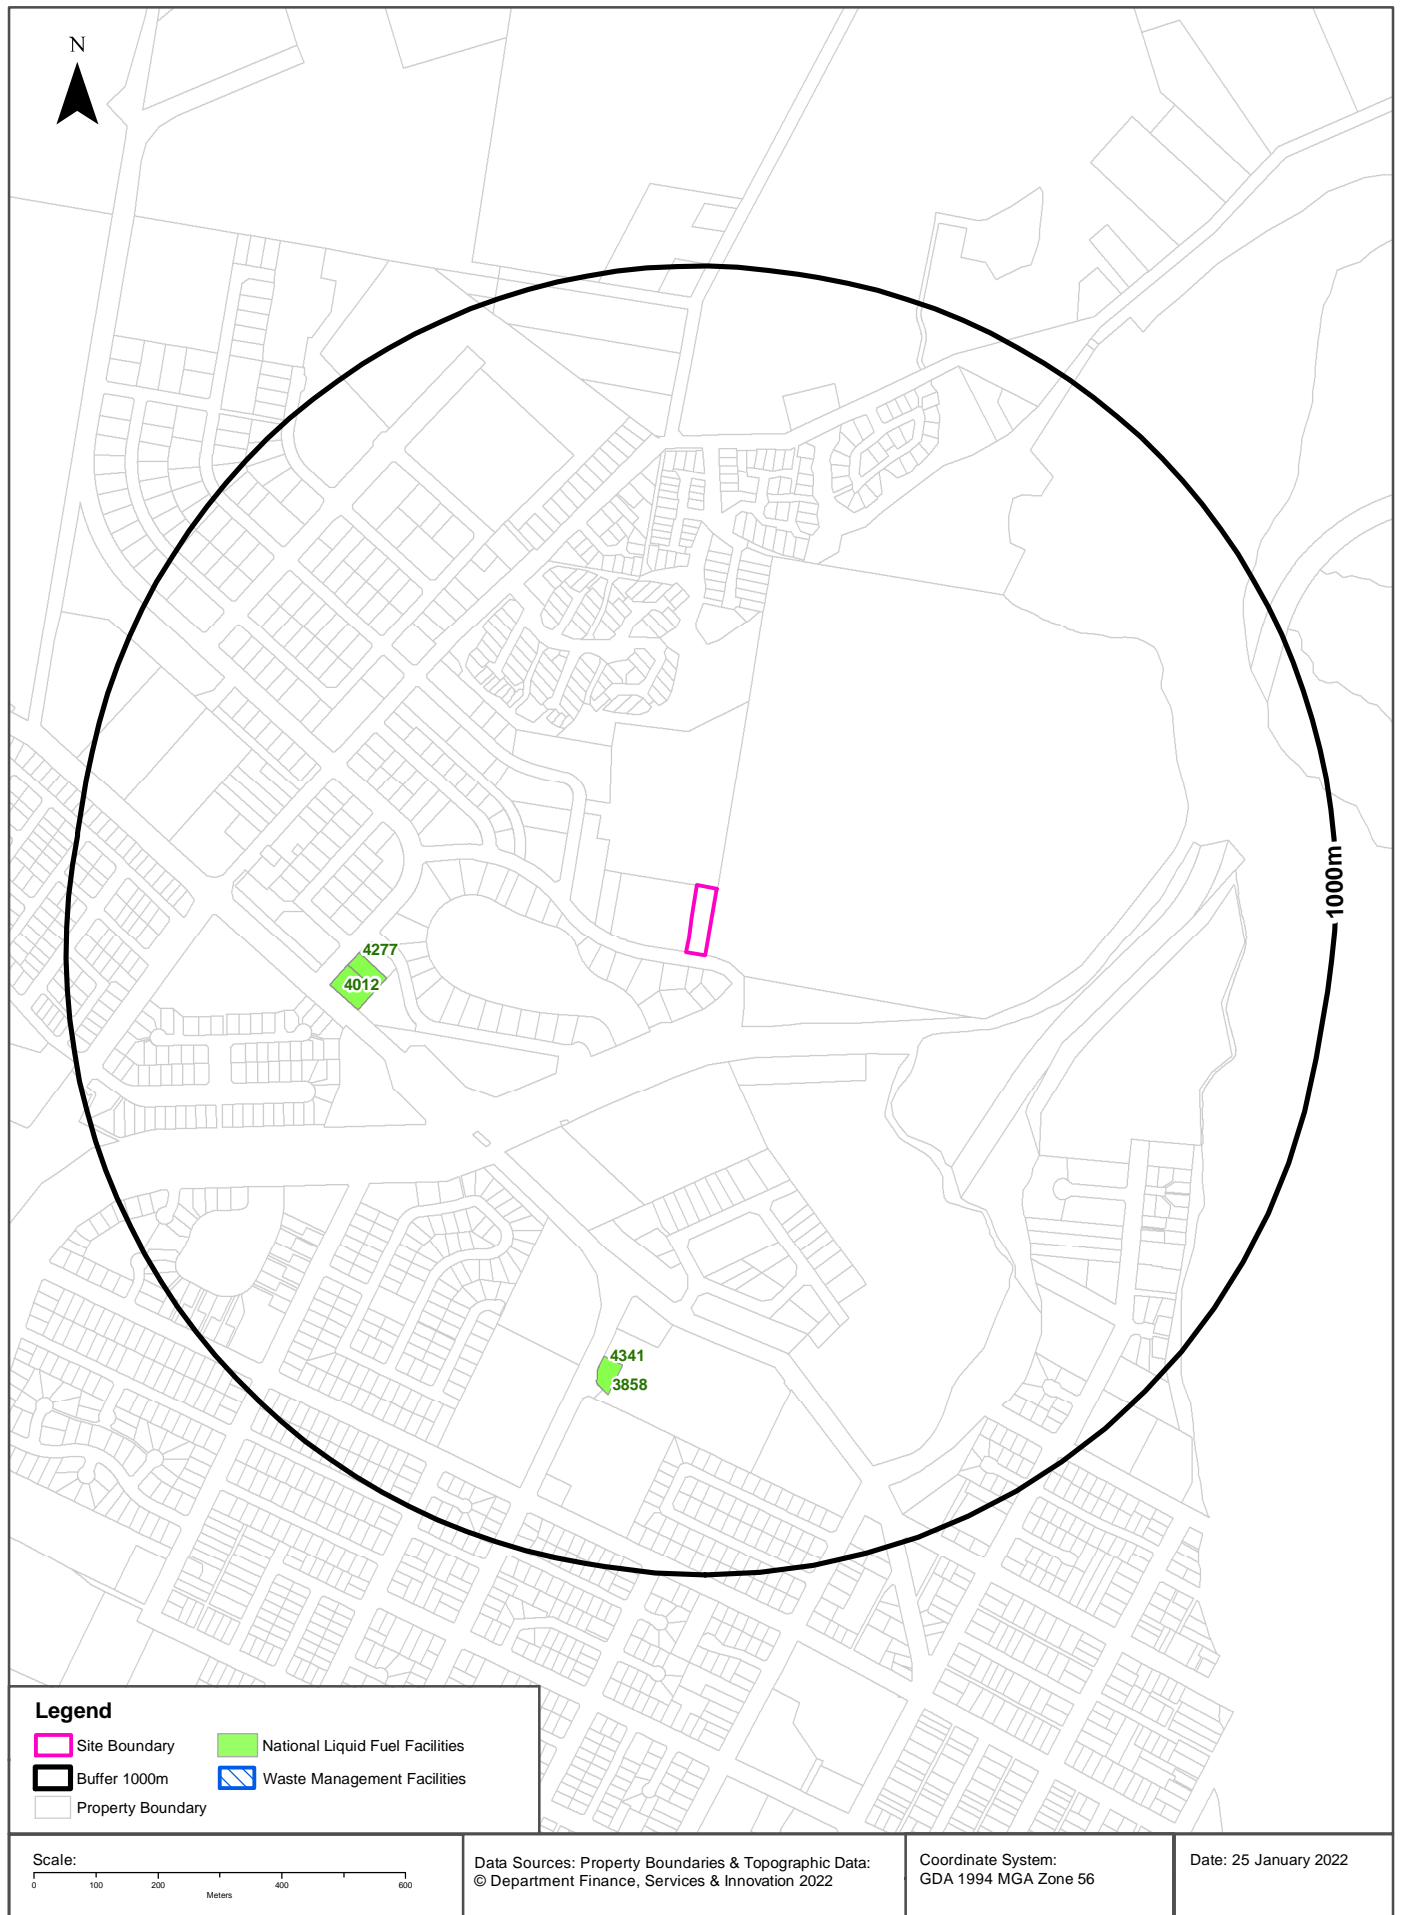 N
1000m
4277
4012
4341
3858
Legend
Site Boundary
National Liquid Fuel Facilities
Buffer 1000m
Waste Management Facilities
Property Boundary
Scale:
0 100 200 400 600
Meters
Data Sources: Property Boundaries & Topographic Data:
© Department Finance, Services & Innovation 2022
Coordinate System:
GDA 1994 MGA Zone 56
Date: 25 January 2022